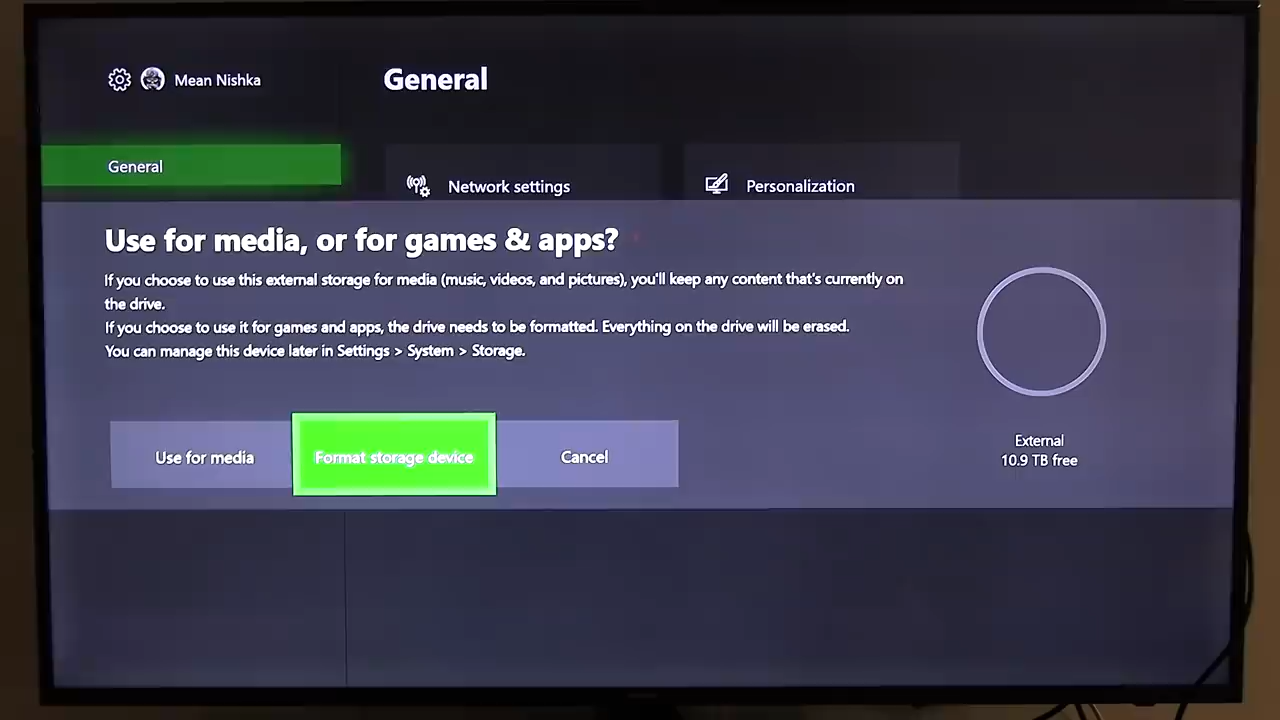 Mean Nishka
General
General
Network settings
Personalization
Use for media, or for games & apps?
If you choose to use this external storage for media (music, videos, and pictures), you'll keep any content that's currently on
the drive.
If you choose to use it for games and apps, the drive needs to be formatted. Everything on the drive will be erased.
You can manage this device later in Settings > System > Storage.
Use for media
Format storage device
Cancel
External
10.9 TB free